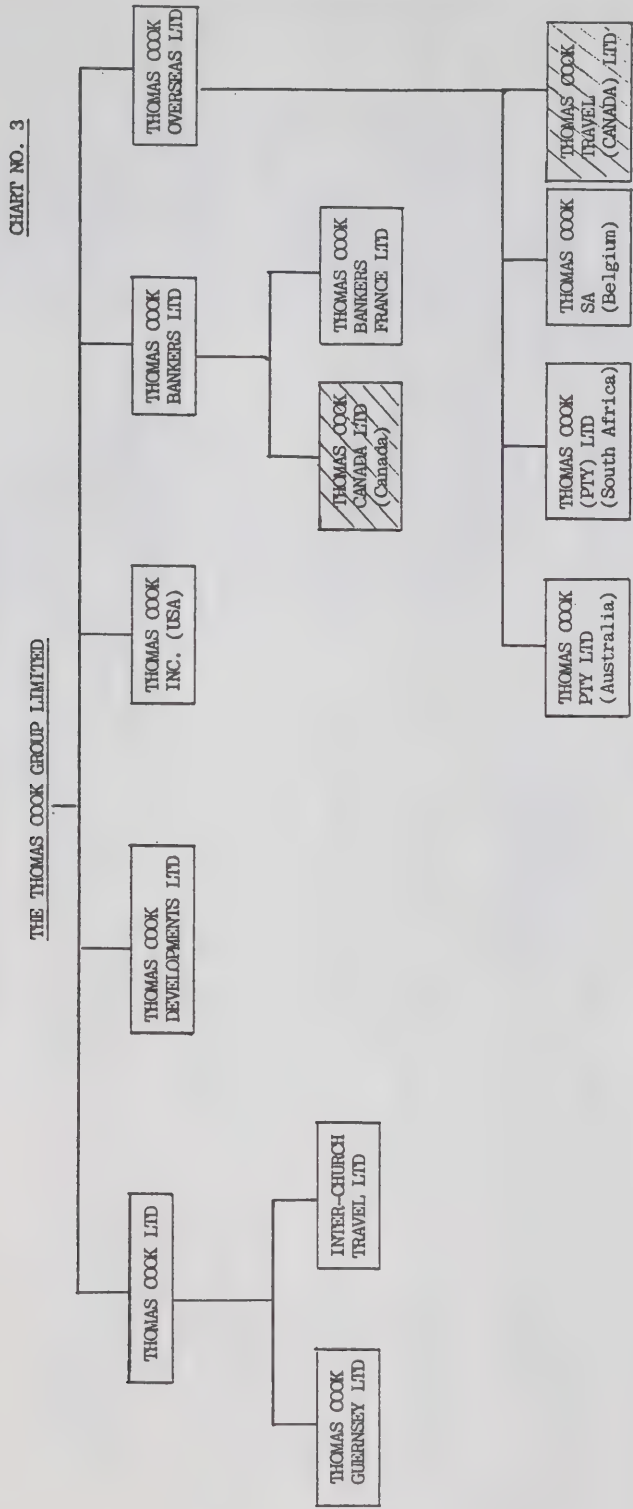 CHART NO. 3
THE THOMAS COOK GROUP LIMITED
THOMAS COOK LTD
THOMAS COOK
DEVELOPMENTS LTD
THOMAS COOK
INC. (USA)
THOMAS COOK
BANKERS LTD
THOMAS COOK
OVERSEAS LTD
THOMAS COOK
GUERNSEY LTD
INTER-CHURCH
TRAVEL LTD
THOMAS COOK
CANADA LTD
(Canada)
THOMAS COOK
BANKERS
FRANCE LTD
THOMAS COOK
PTY LTD
(Australia)
THOMAS COOK
(PTY) LTD
(South Africa)
THOMAS COOK
SA
(Belgium)
THOMAS COOK
TRAVEL
(CANADA) LTD